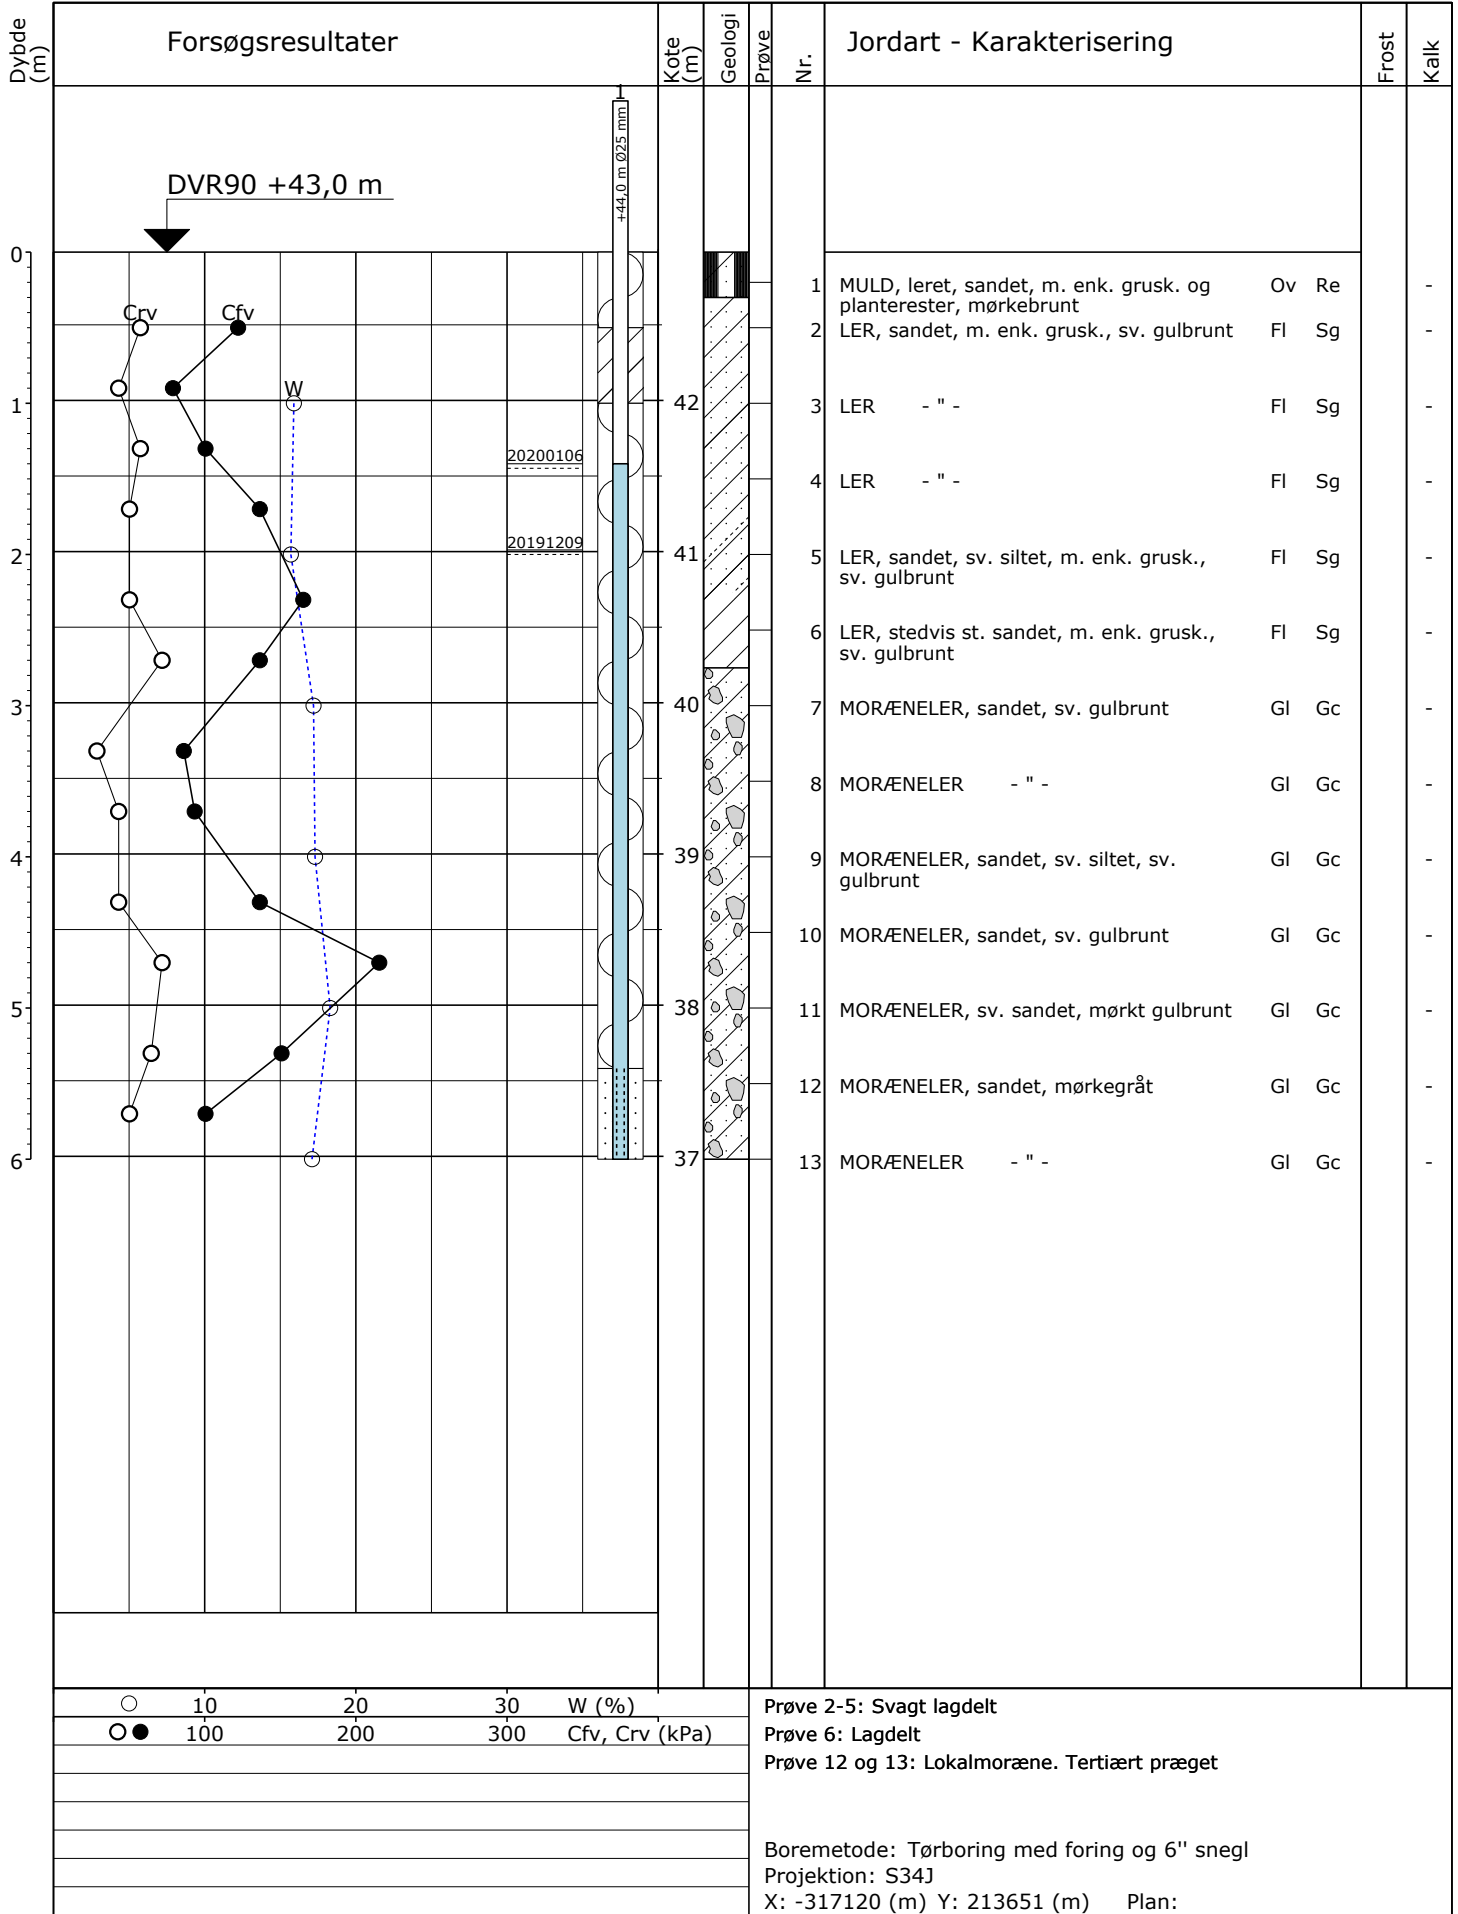 Dybde (m)
Forsøgsresultater
Kote (m)
Geologi
Prøve
Nr.
Jordart - Karakterisering
Frost
Kalk
1
+44,0 m Ø25 mm
DVR90 +43,0 m
0
1 MULD, leret, sandet, m. enk. grusk. og Ov Re -
planterester, mørkebrunt
Crv Cfv
2 LER, sandet, m. enk. grusk., sv. gulbrunt Fl Sg -
W
1 42 3 LER - " - Fl Sg -
20200106
4 LER - " - Fl Sg -
20191209
2 41 5 LER, sandet, sv. siltet, m. enk. grusk., Fl Sg -
sv. gulbrunt
6 LER, stedvis st. sandet, m. enk. grusk., Fl Sg -
sv. gulbrunt
3 40 7 MORÆNELER, sandet, sv. gulbrunt Gl Gc -
8 MORÆNELER - " - Gl Gc -
4 39 9 MORÆNELER, sandet, sv. siltet, sv. Gl Gc -
gulbrunt
10 MORÆNELER, sandet, sv. gulbrunt Gl Gc -
5 38 11 MORÆNELER, sv. sandet, mørkt gulbrunt Gl Gc -
12 MORÆNELER, sandet, mørkegråt Gl Gc -
6 37 13 MORÆNELER - " - Gl Gc -
10 20 30 W (%)
100 200 300 Cfv, Crv (kPa)
Prøve 2-5: Svagt lagdelt
Prøve 6: Lagdelt
Prøve 12 og 13: Lokalmoræne. Tertiært præget
Boremetode: Tørboring med foring og 6'' snegl
Projektion: S34J
X: -317120 (m) Y: 213651 (m) Plan: